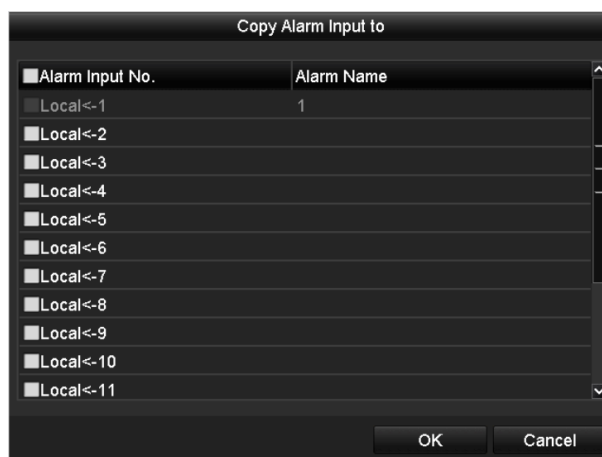 Copy Alarm Input to
Alarm Input No. Alarm Name
Local<-1 1
Local<-2
Local<-3
Local<-4
Local<-5
Local<-6
Local<-7
Local<-8
Local<-9
Local<-10
Local<-11
OK Cancel